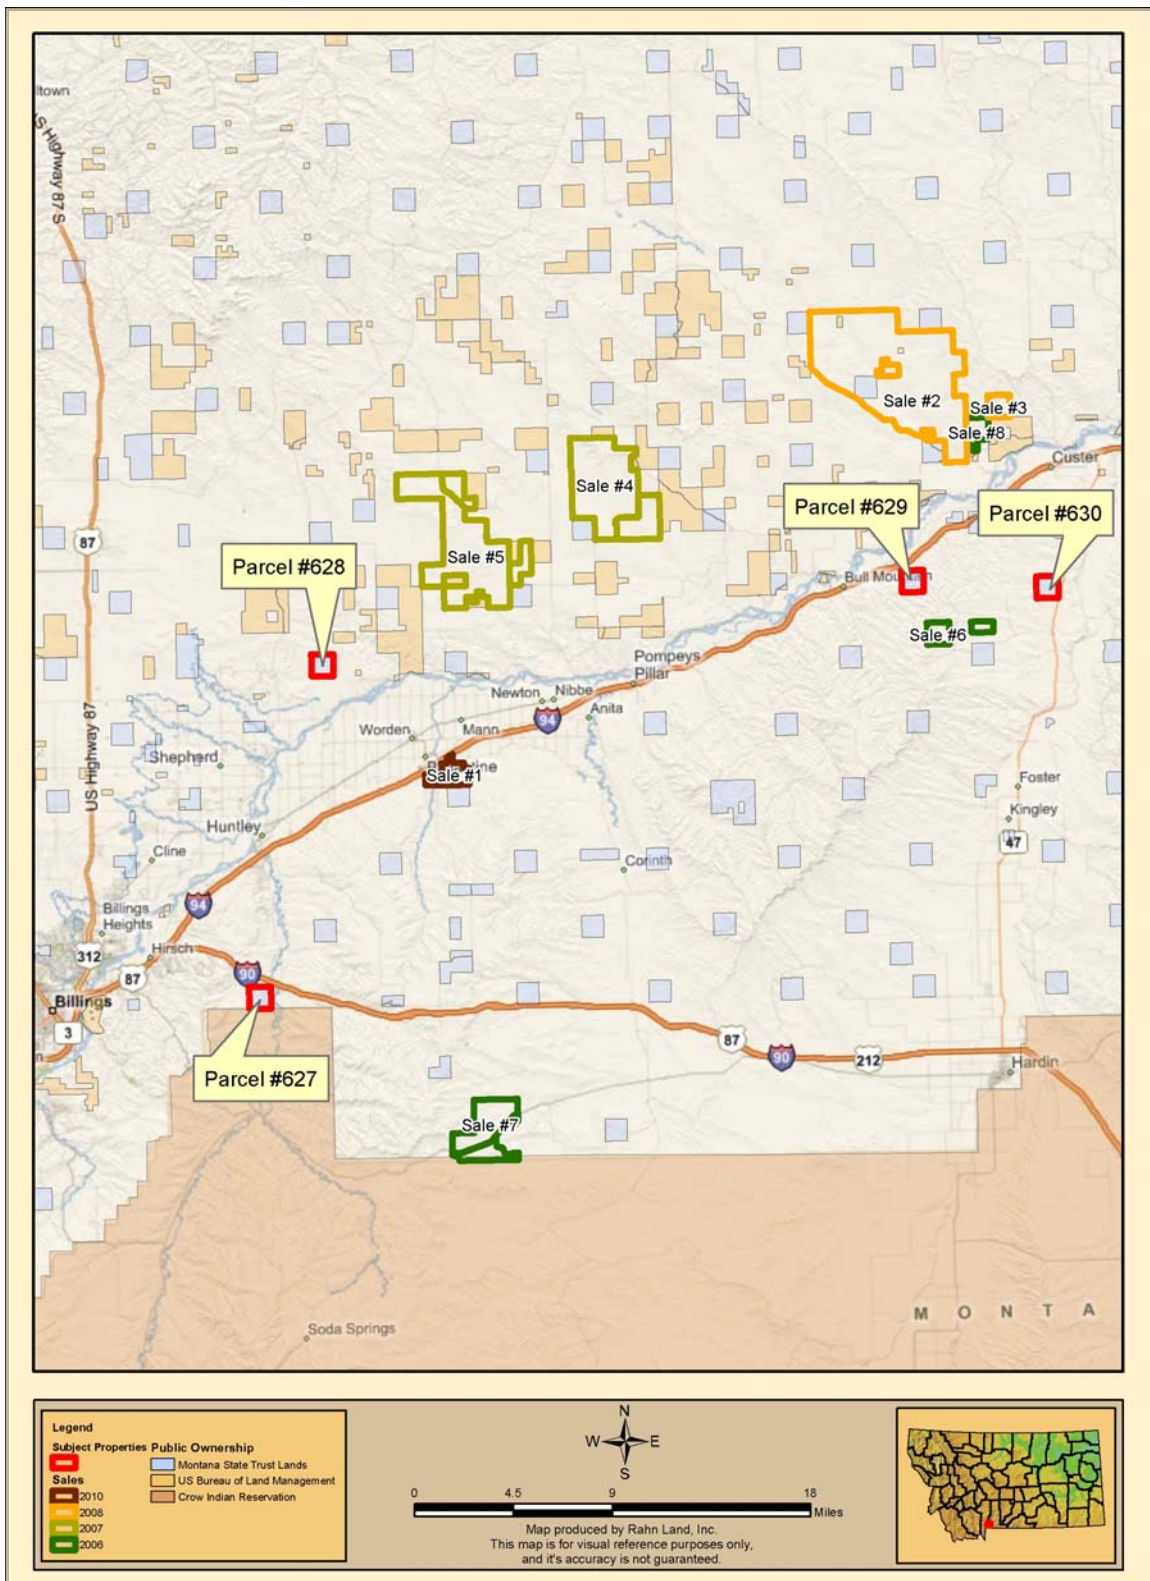 ltown
US Highway 87-S
Sale #2
Sale #3
Sale #8
Custer
Sale #4
Parcel #629
Parcel #630
87
Parcel #628
Sale #5
Bull Mountain
Sale #6
Pompeys
Pillar
US Highway 87
Newton
Nibbe
94
Anita
Worden
Mann
Shepherd
Sale #1
Foster
Kingley
Huntley
47
Cline
Corinth
94
Billings
Heights
312
Hirsch
87
90
Billings
3
n
87
90
212
Hardin
Parcel #627
Sale #7
M O N T A
Soda Springs
Legend
Subject Properties
Public Ownership
Montana State Trust Lands
US Bureau of Land Management
Crow Indian Reservation
Sales
2010
2008
2007
2006
N
W
E
S
0
4.5
9
18
Miles
Map produced by Rahn Land, Inc.
This map is for visual reference purposes only,
and it's accuracy is not guaranteed.